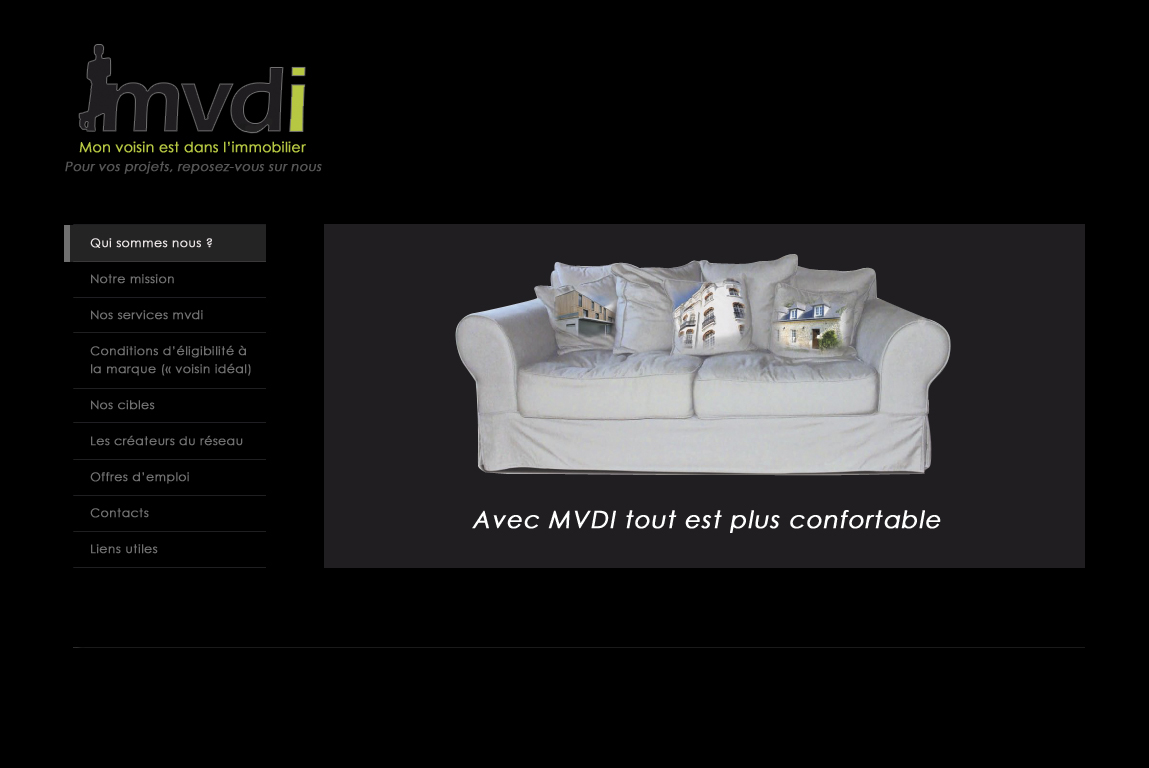 mvdi
Mon voisin est dans l'immobilier
Pour vos projets, reposez-vous sur nous
Qui sommes nous ?
Notre mission
Nos services mvdi
Conditions d'éligibilité à
la marque (« voisin idéal)
Nos cibles
Les créateurs du réseau
Offres d'emploi
Contacts
Liens utiles
Avec MVDI tout est plus confortable